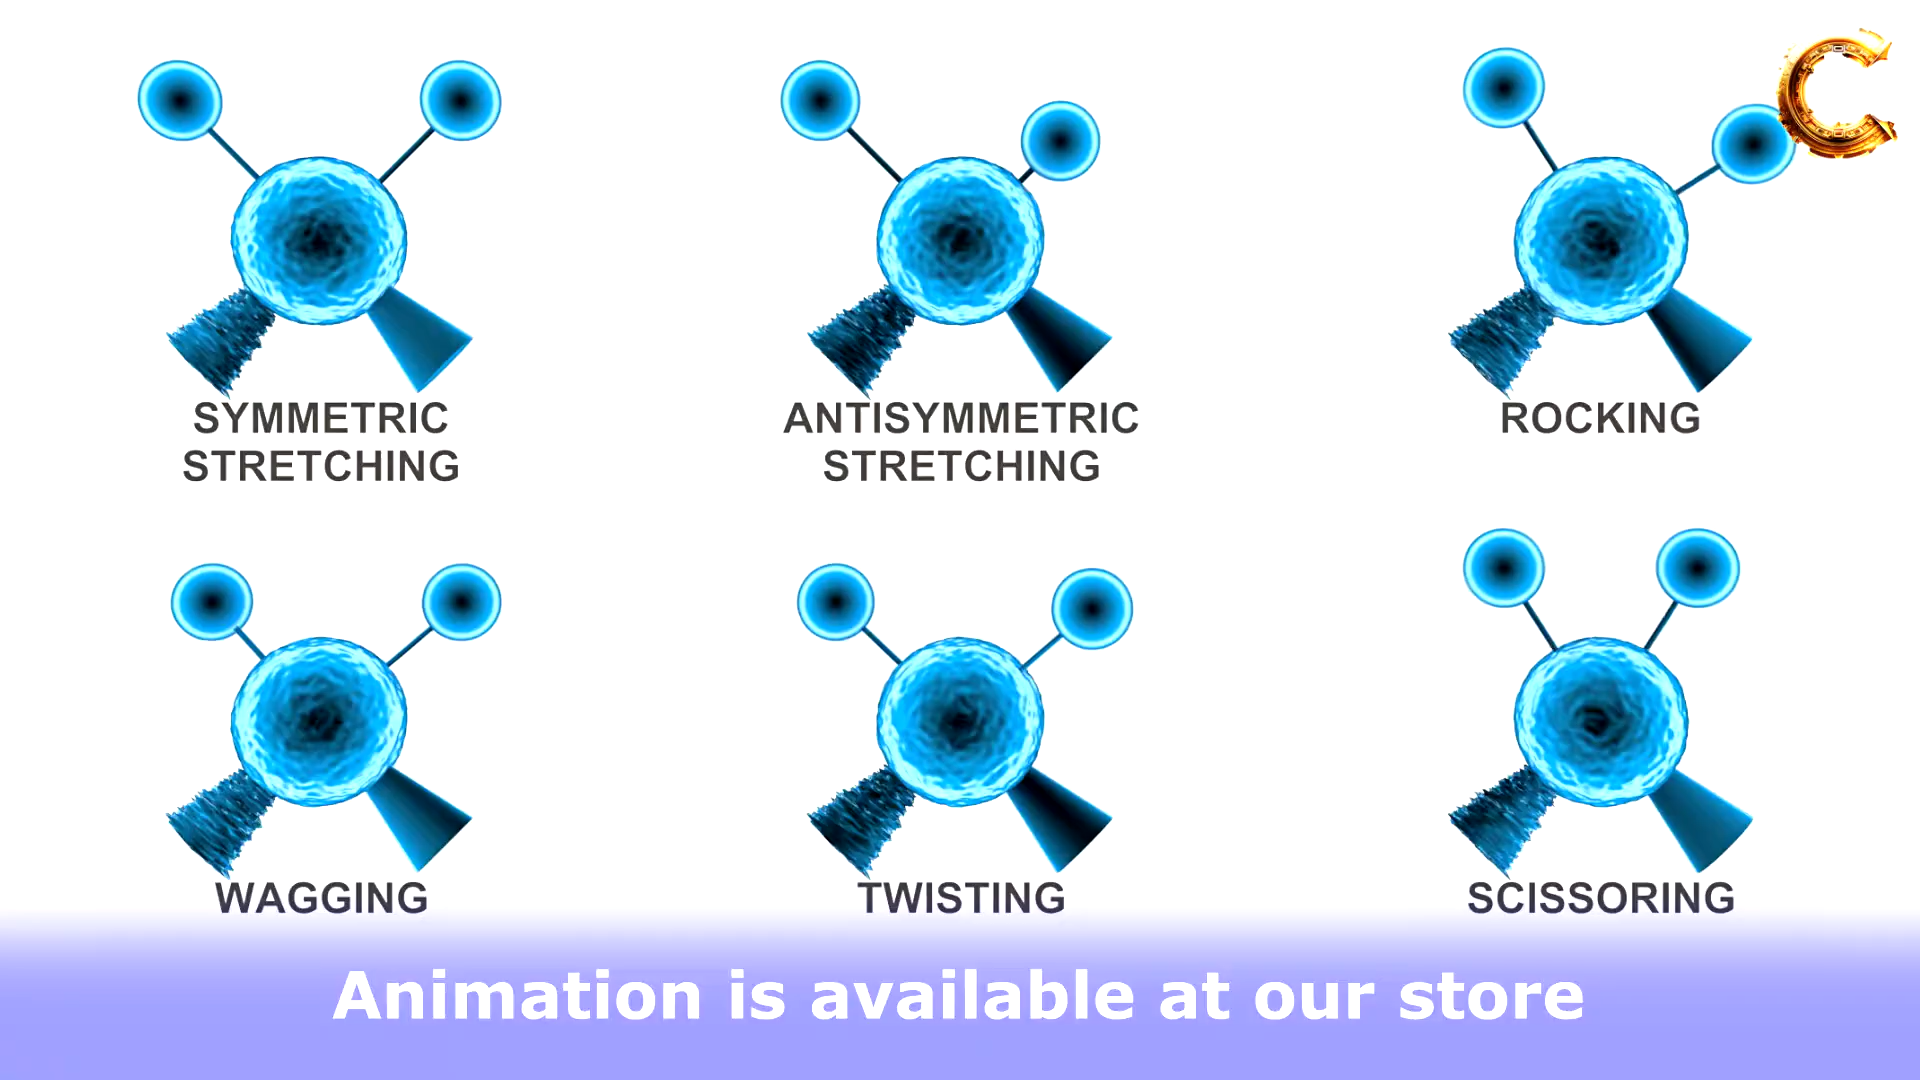 SYMMETRIC
STRETCHING
ANTISYMMETRIC
STRETCHING
ROCKING
WAGGING
TWISTING
SCISSORING
Animation is available at our store